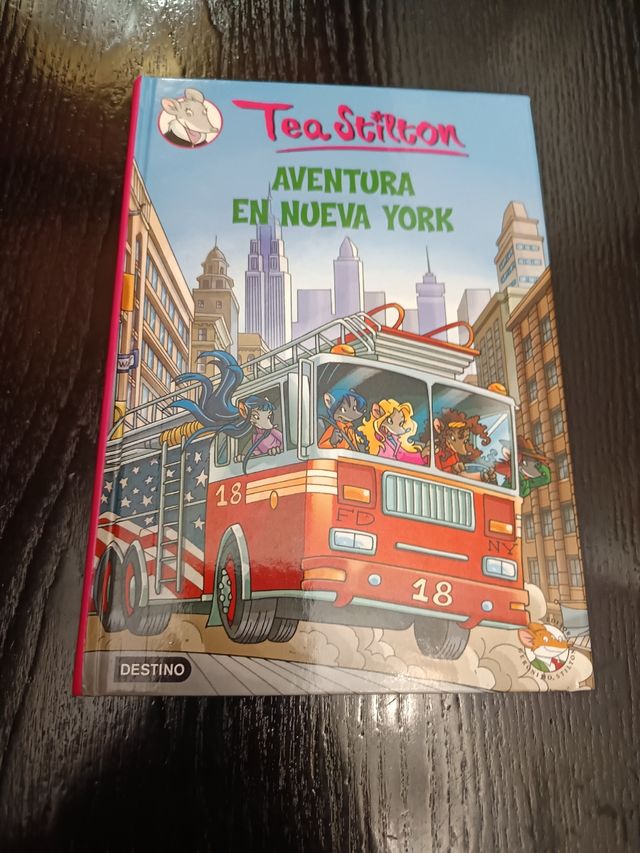 Tea Stilton
AVENTURA
EN NUEVA YORK
18
FD
NY
18
DESTINO